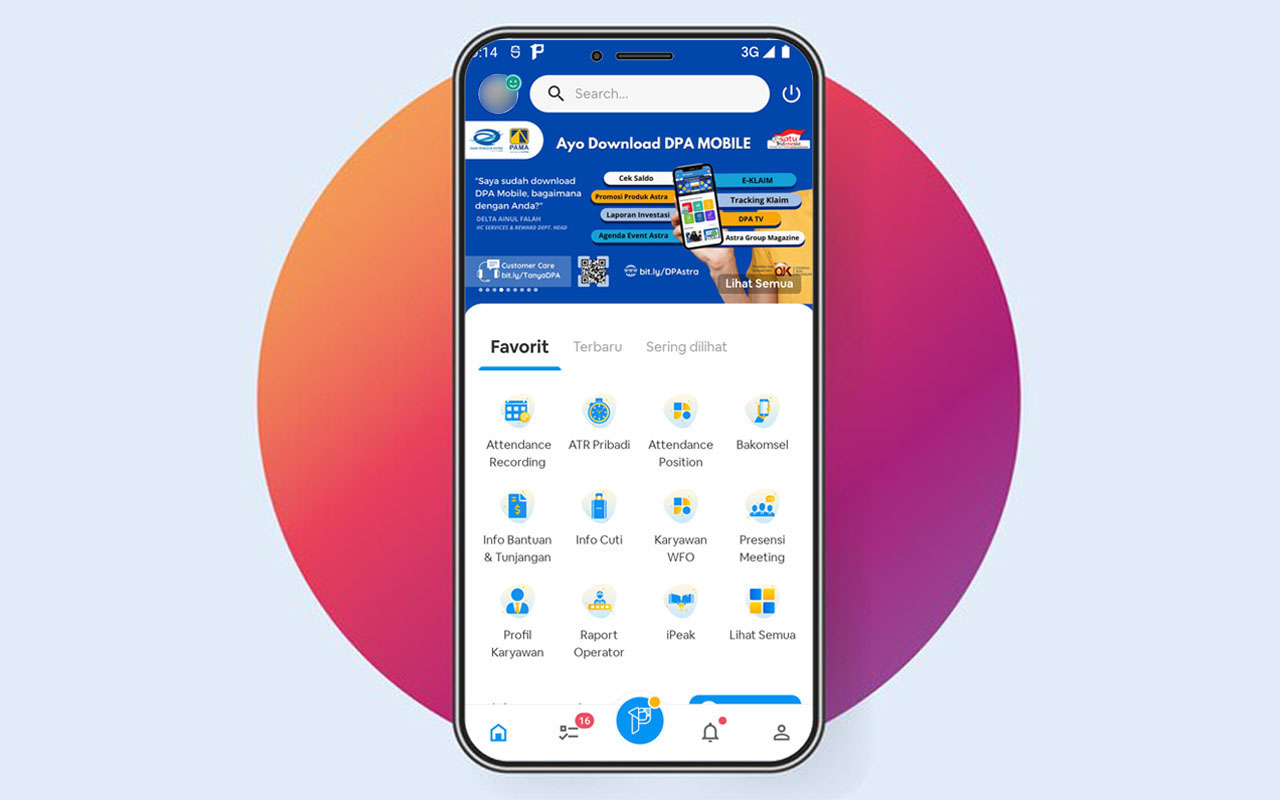 :14
3G
Search...
PAMA
Ayo Download DPA MOBILE
satu
Indonesia
"Saya sudah download
DPA Mobile, bagaimana
dengan Anda?"
DELTA AINUL FALAH
HC SERVICES & REWARD DEPT. HEAD
Cek Saldo
Promosi Produk Astra
Laporan Investasi
Agenda Event Astra
E-KLAIM
Tracking Klaim
DPA TV
Astra Group Magazine
Customer Care
bit.ly/TanyaDPA
bit.ly/DPAstra
Lihat Semua
Favorit
Terbaru
Sering dilihat
Attendance
Recording
ATR Pribadi
Attendance
Position
Bakomsel
Info Bantuan
& Tunjangan
Info Cuti
Karyawan
WFO
Presensi
Meeting
Profil
Karyawan
Raport
Operator
iPeak
Lihat Semua
16